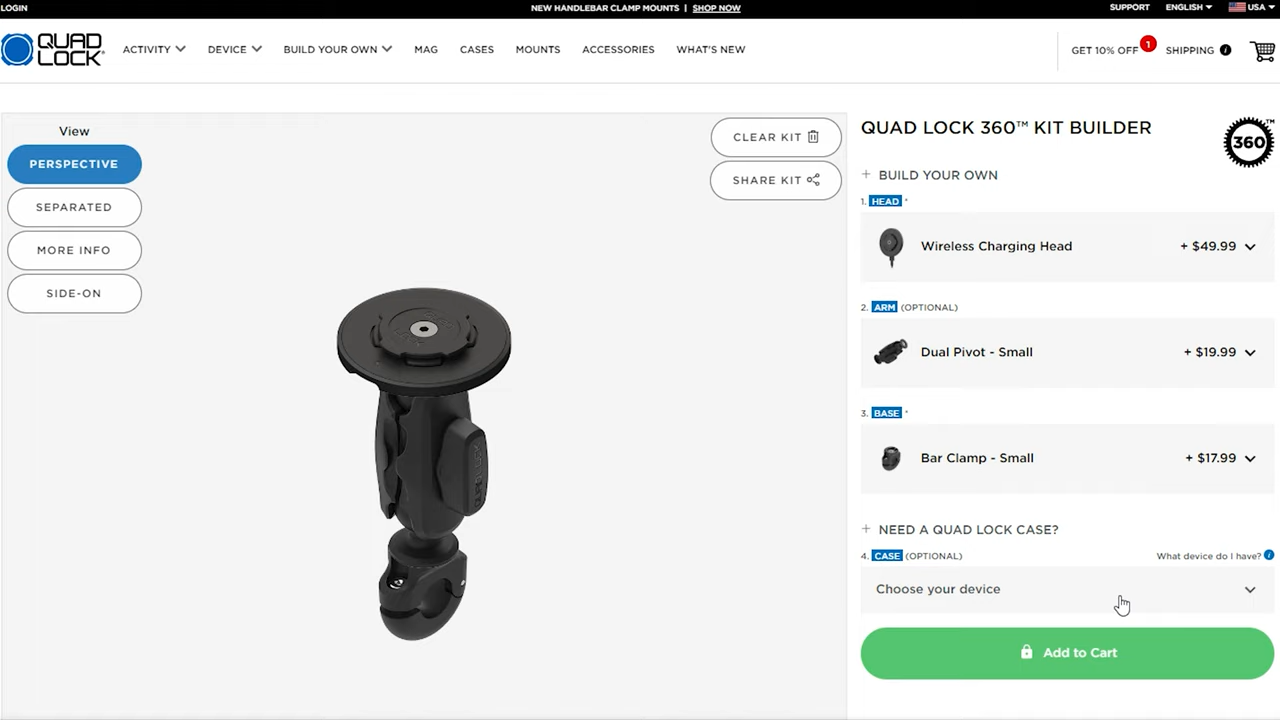 LOGIN
NEW HANDLEBAR CLAMP MOUNTS | SHOP NOW
SUPPORT ENGLISH USA
QUAD LOCK
ACTIVITY DEVICE BUILD YOUR OWN MAG CASES MOUNTS ACCESSORIES WHAT'S NEW
GET 10% OFF 1 SHIPPING i
View
PERSPECTIVE
SEPARATED
MORE INFO
SIDE-ON
CLEAR KIT
SHARE KIT
QUAD LOCK 360™ KIT BUILDER
360™
+ BUILD YOUR OWN
1. HEAD *
Wireless Charging Head + $49.99
2. ARM (OPTIONAL)
Dual Pivot - Small + $19.99
3. BASE *
Bar Clamp - Small + $17.99
+ NEED A QUAD LOCK CASE?
4. CASE (OPTIONAL) What device do I have? i
Choose your device
Add to Cart